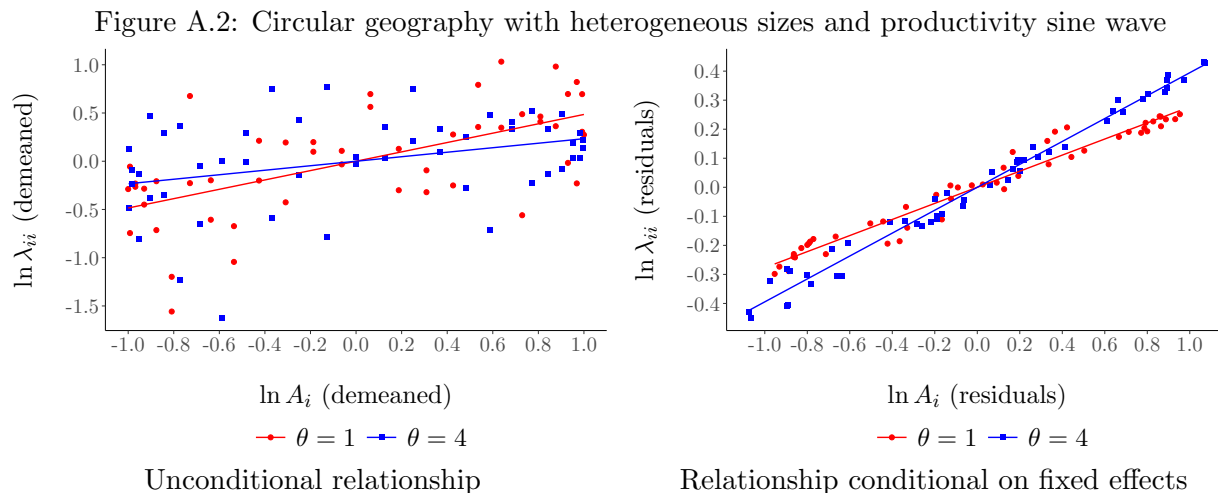 Figure A.2: Circular geography with heterogeneous sizes and productivity sine wave
1.0
0.5
0.0
-0.5
-1.0
-1.5
ln λii (demeaned)
-1.0 -0.8 -0.6 -0.4 -0.2 0.0 0.2 0.4 0.6 0.8 1.0
ln Ai (demeaned)
θ = 1 θ = 4
Unconditional relationship
0.4
0.3
0.2
0.1
0.0
-0.1
-0.2
-0.3
-0.4
ln λii (residuals)
-1.0 -0.8 -0.6 -0.4 -0.2 0.0 0.2 0.4 0.6 0.8 1.0
ln Ai (residuals)
θ = 1 θ = 4
Relationship conditional on fixed effects